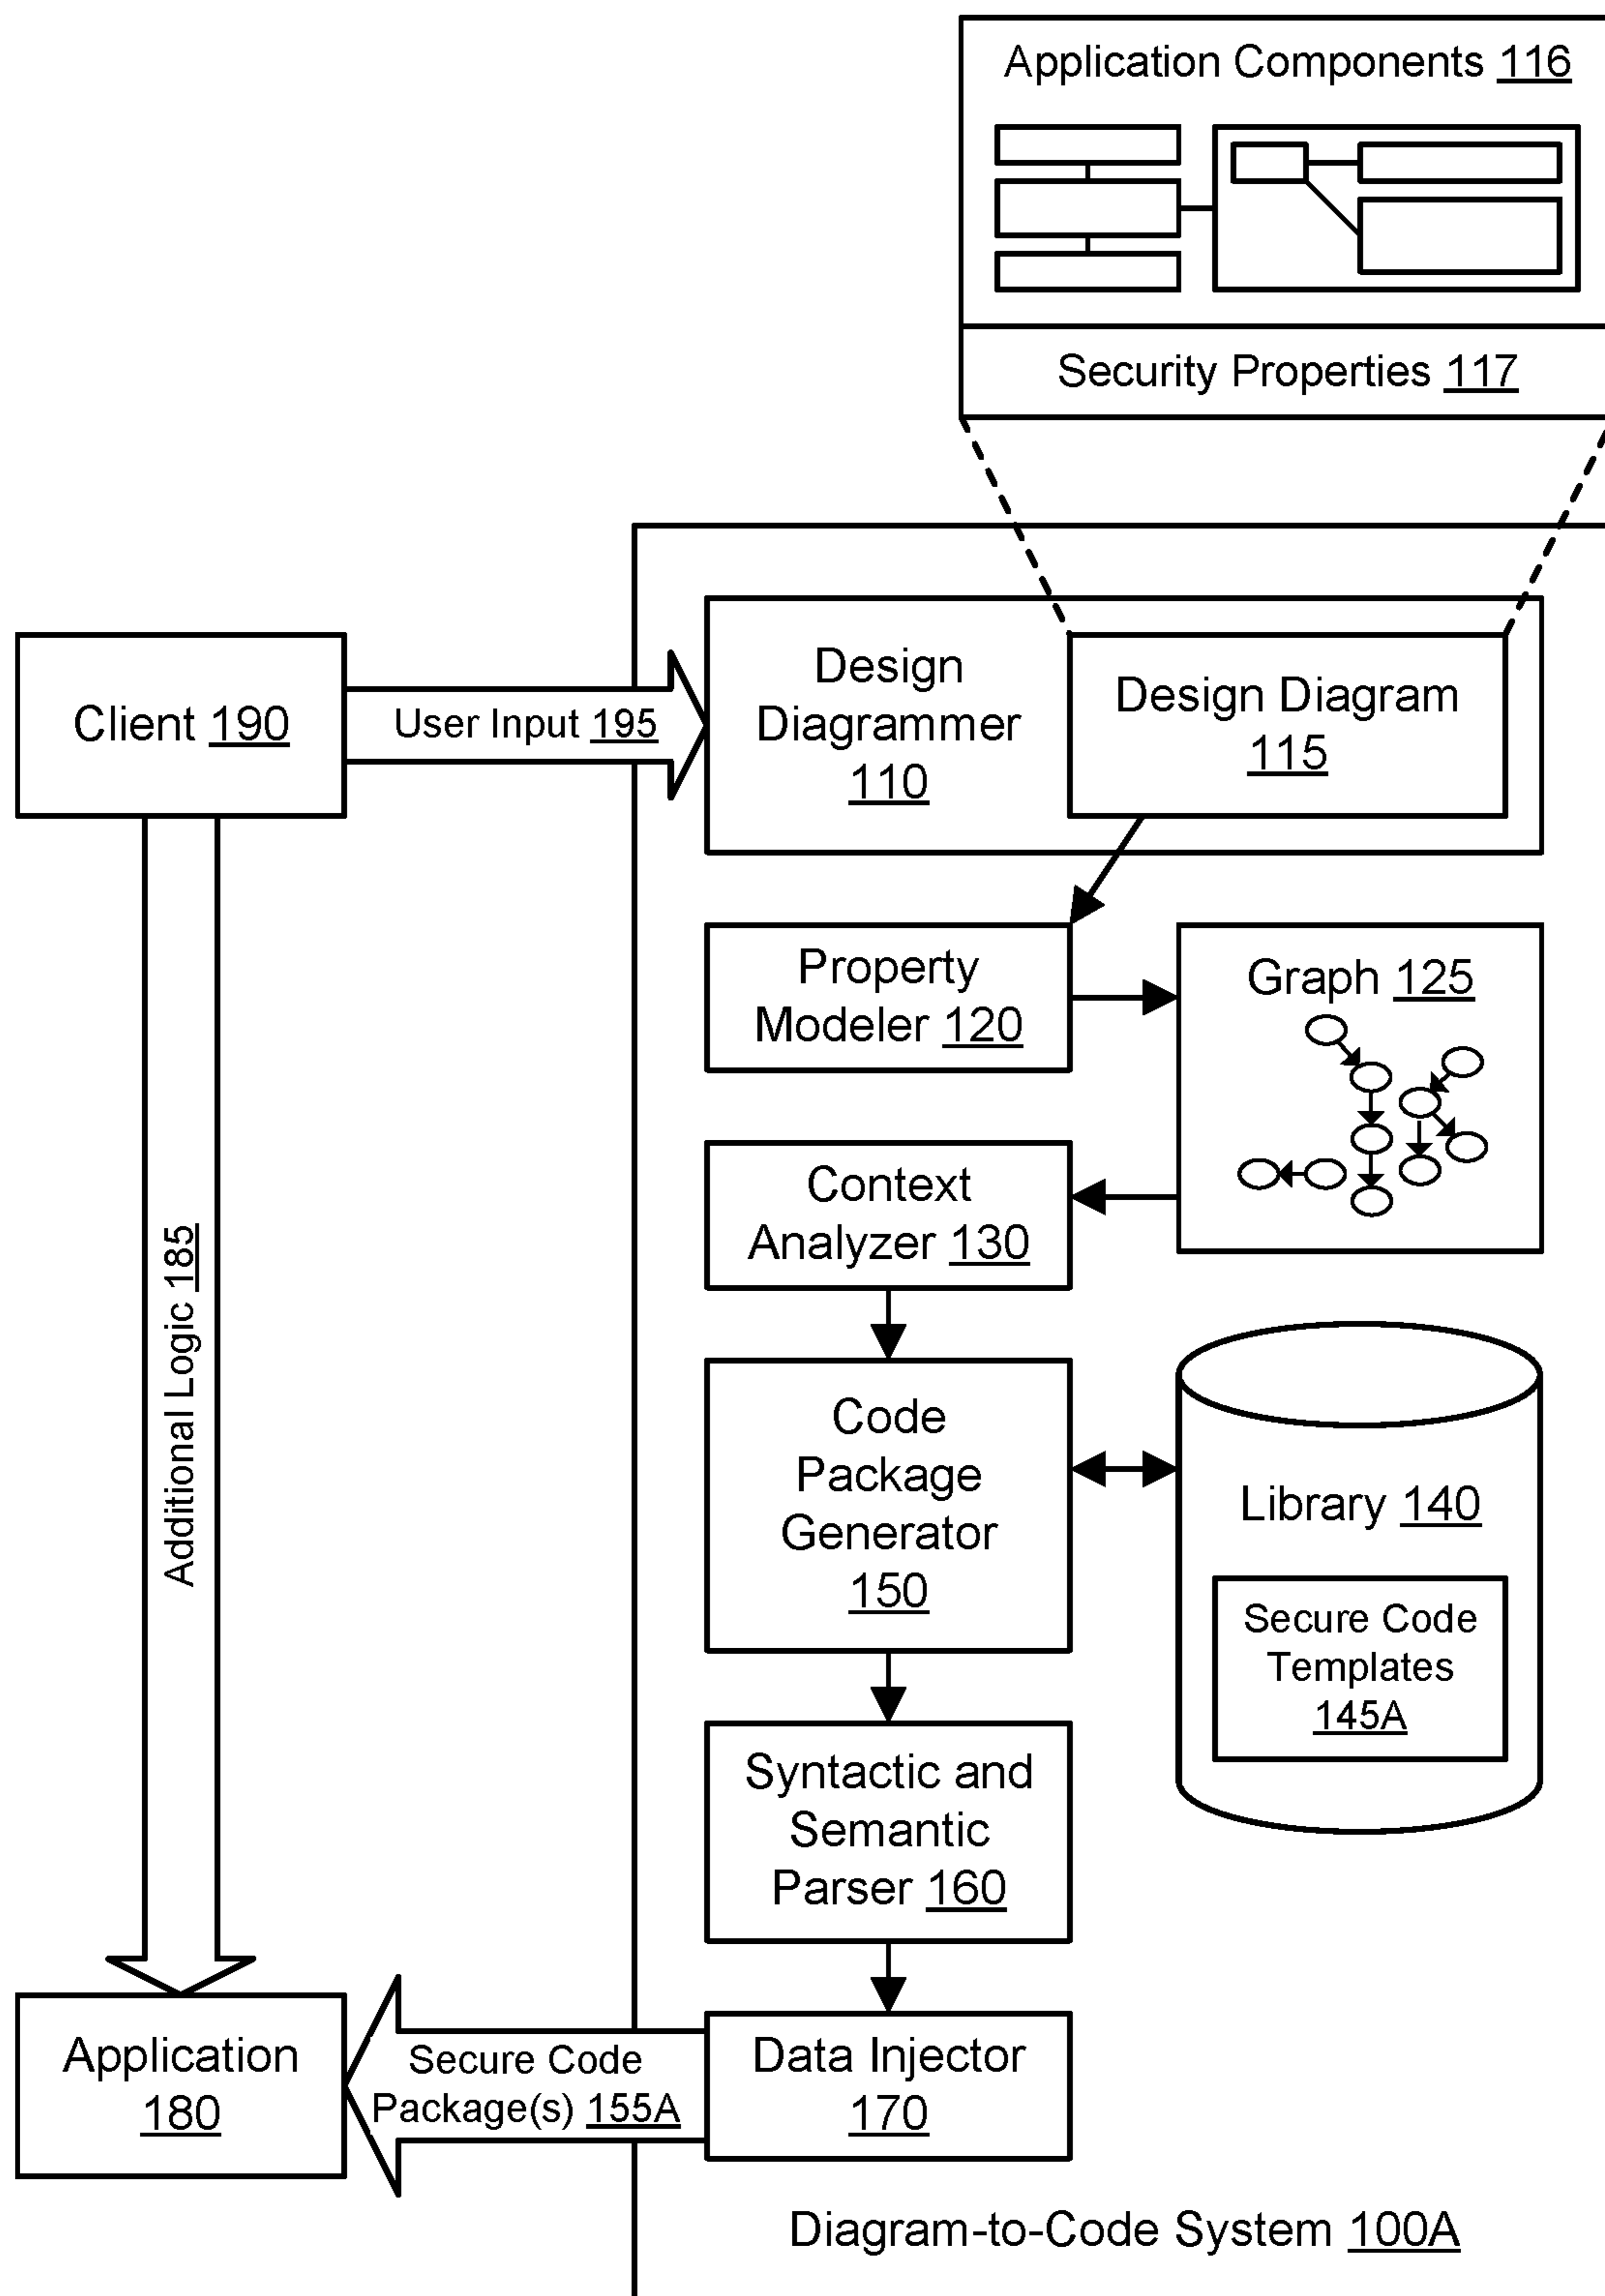 Application Components 116
Security Properties 117
Client 190
User Input 195
Design
Diagrammer
110
Design Diagram
115
Property
Modeler 120
Graph 125
Context
Analyzer 130
Additional Logic 185
Code
Package
Generator
150
Library 140
Secure Code
Templates
145A
Syntactic and
Semantic
Parser 160
Application
180
Secure Code
Package(s) 155A
Data Injector
170
Diagram-to-Code System 100A